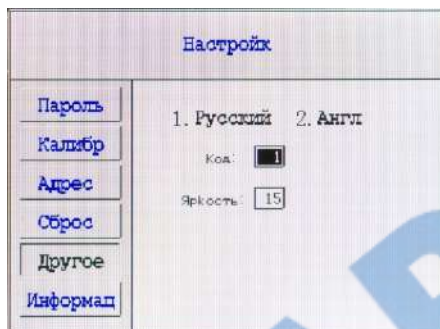 Настройк
Пароль
Калибр
Адрес
Сброс
Другое
Информац
1. Русский 2. Англ
Код: 1
Яркость: 15